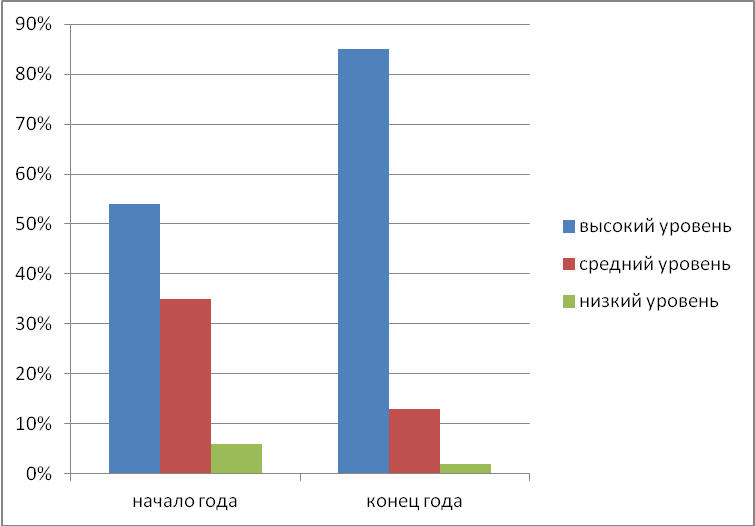 90%
80%
70%
60%
50%
40%
30%
20%
10%
0%
начало года
конец года
высокий уровень
средний уровень
низкий уровень